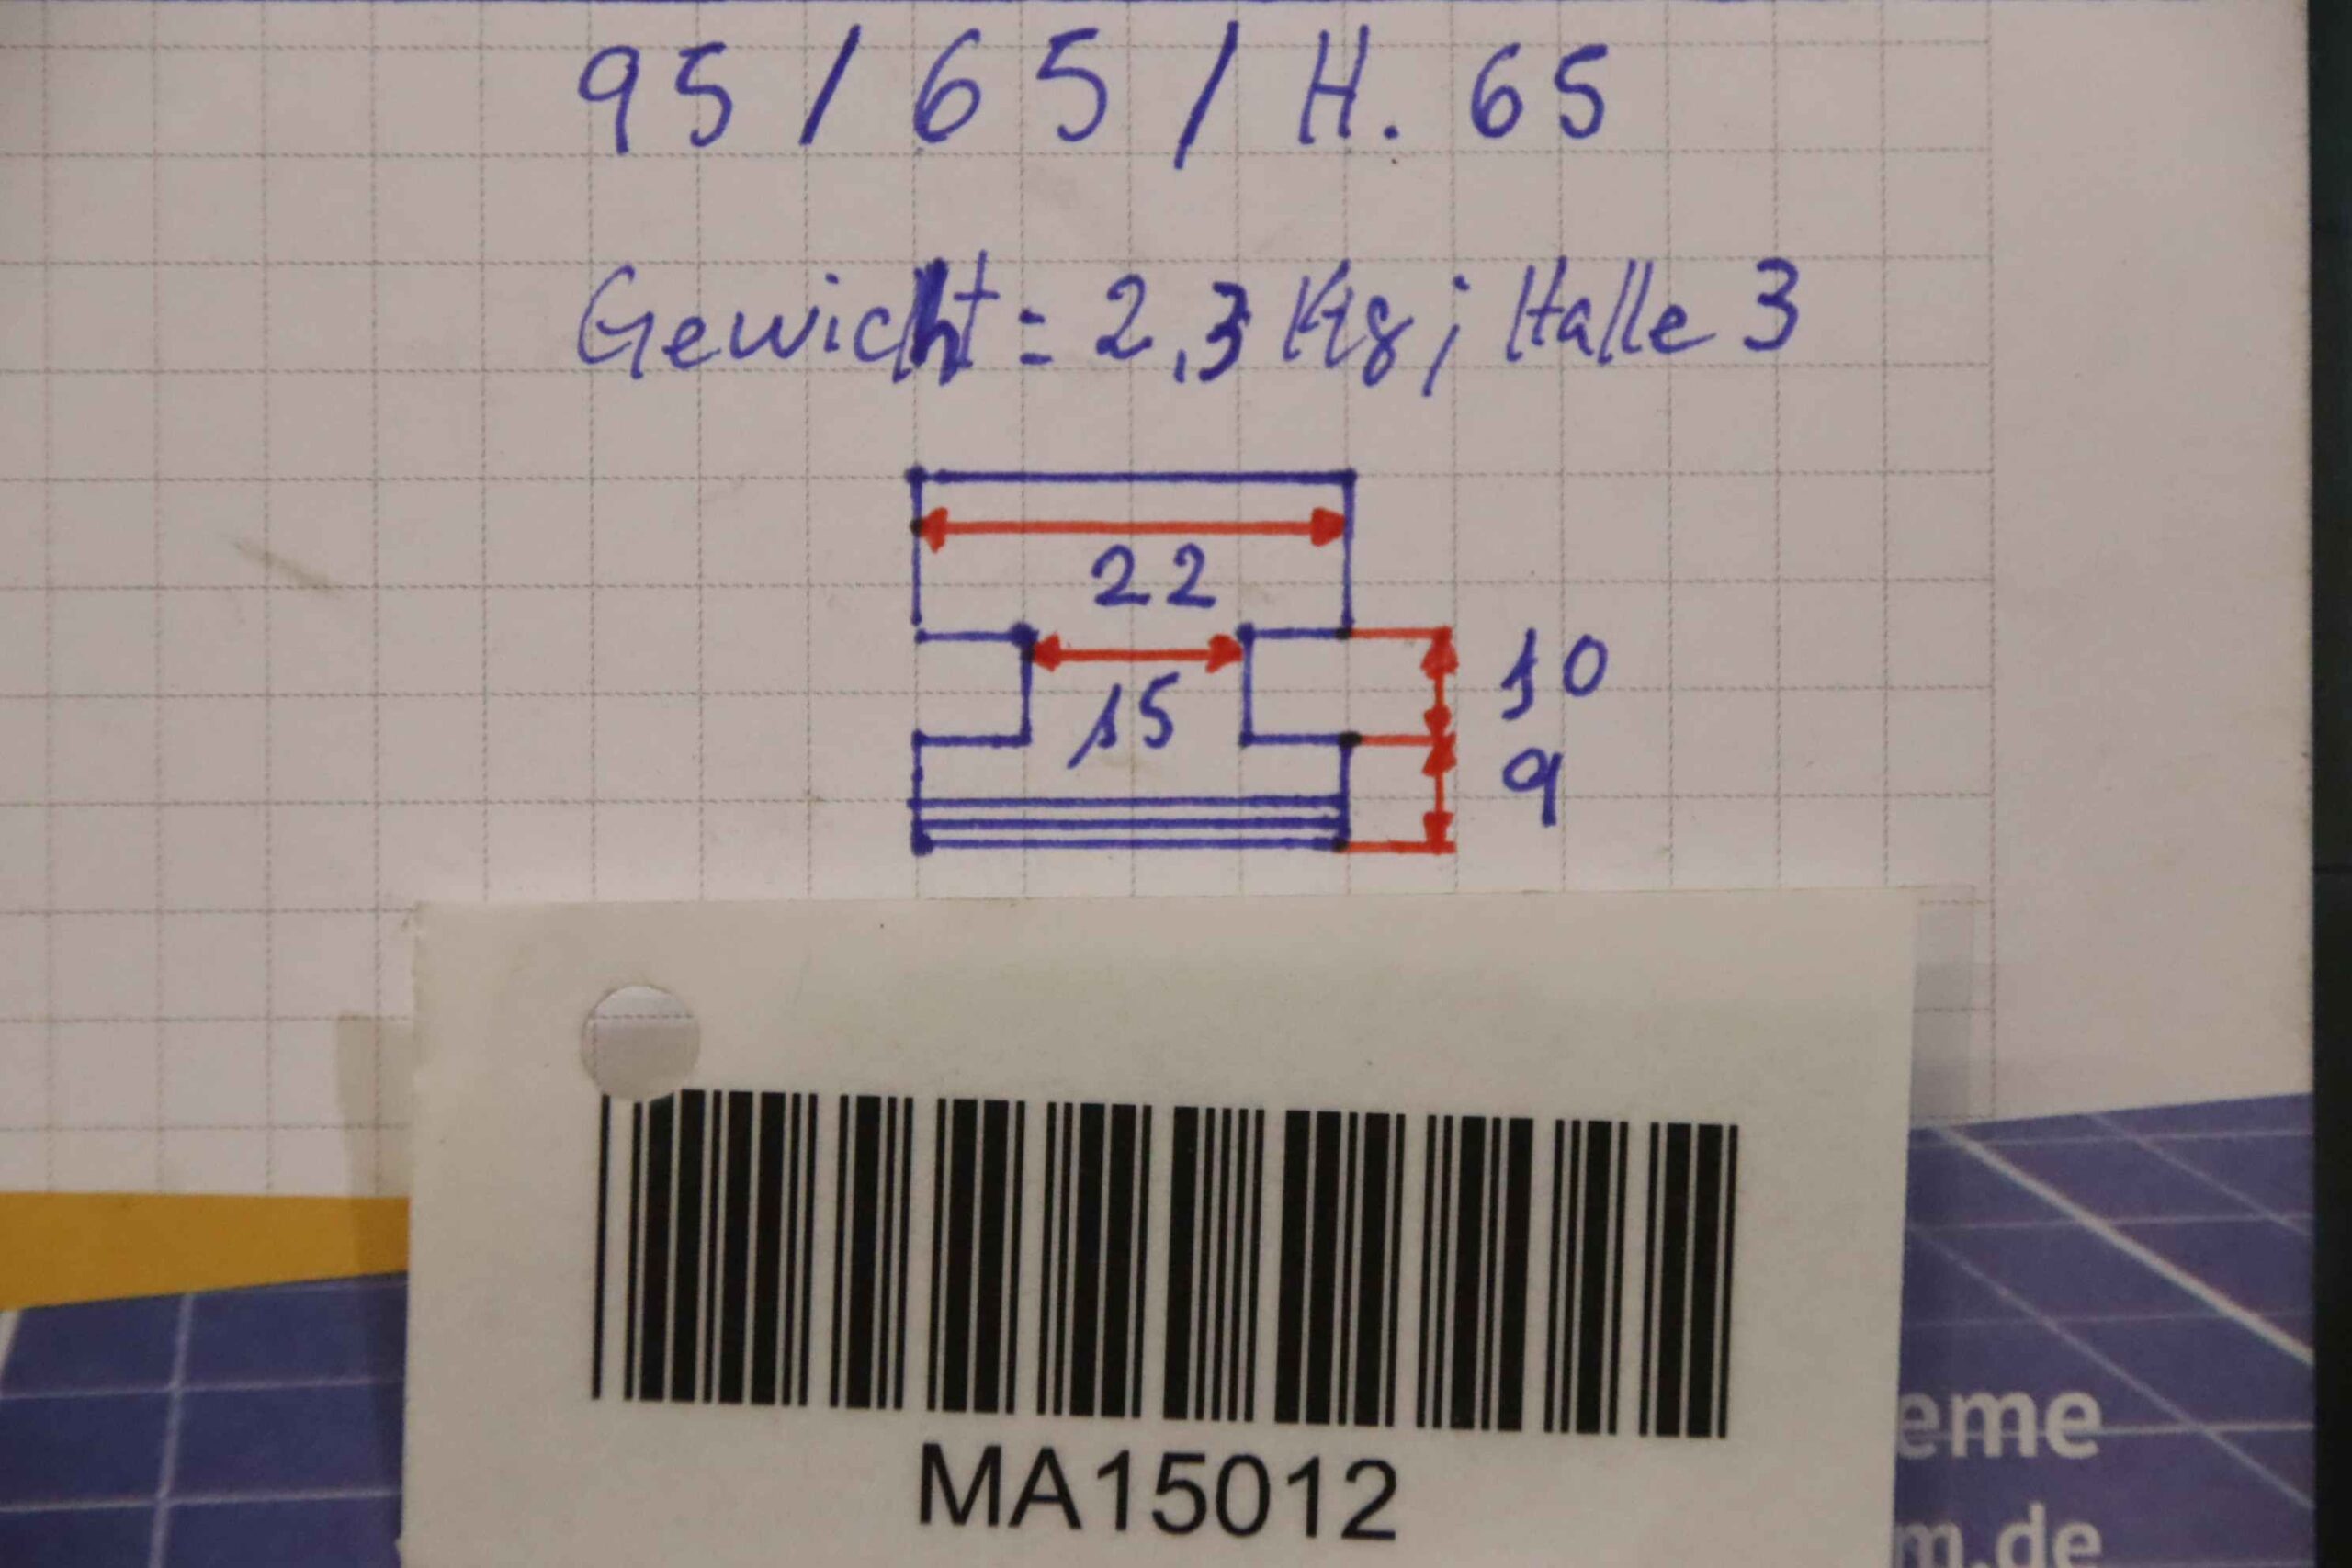 95 / 65 / H. 65
Gewicht = 2,3 Kg; Halle 3
22
15
10
9
MA15012
eme
m.de